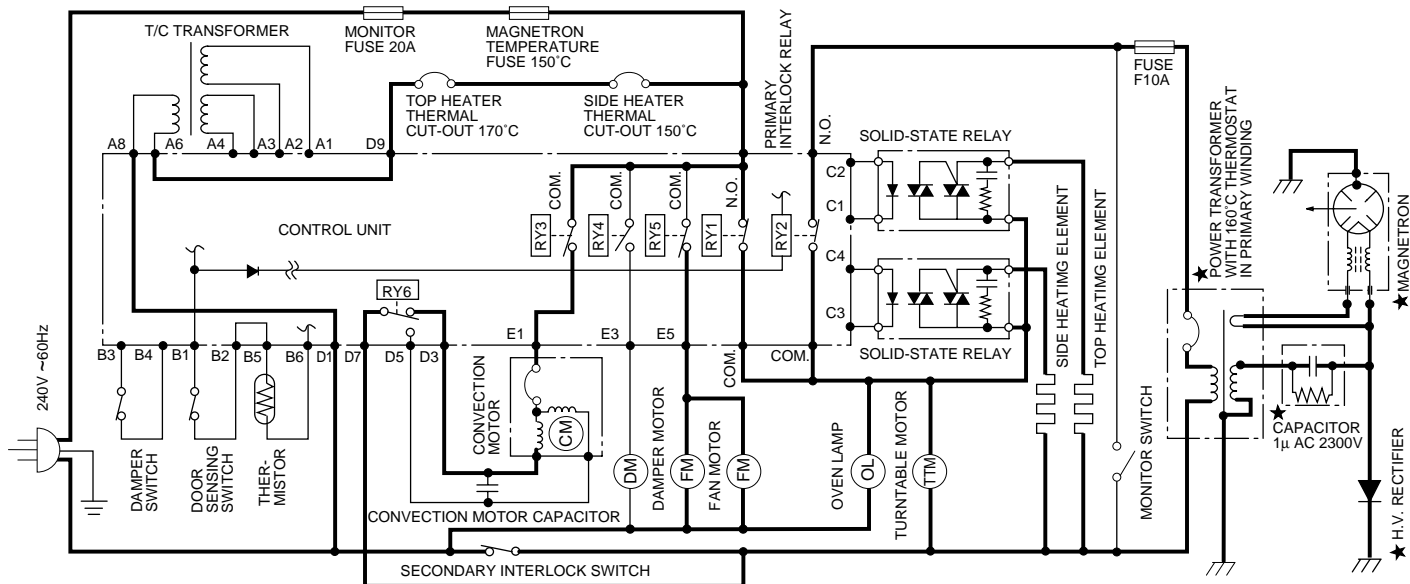 T/C TRANSFORMER
MONITOR
FUSE 20A
MAGNETRON
TEMPERATURE
FUSE 150˚C
TOP HEATER
THERMAL
CUT-OUT 170˚C
SIDE HEATER
THERMAL
CUT-OUT 150˚C
PRIMARY
INTERLOCK RELAY
N.O.
FUSE
F10A
A8
A6
A4
A3
A2
A1
D9
CONTROL UNIT
COM.
COM.
COM.
N.O.
RY3
RY4
RY5
RY1
RY2
SOLID-STATE RELAY
C2
C1
C4
C3
SOLID-STATE RELAY
SIDE HEATIMG ELEMENT
TOP HEATIMG ELEMENT
★ POWER TRANSFORMER
WITH 160˚C THERMOSTAT
IN PRIMARY WINDING
★ MAGNETRON
RY6
240V ~60Hz
B3
B4
B1
B2
B5
B6
D1
D7
D5
D3
E1
E3
E5
COM.
COM.
DAMPER
SWITCH
DOOR
SENSING
SWITCH
THER-
MISTOR
CONVECTION
MOTOR
CM
CONVECTION MOTOR CAPACITOR
DM
DAMPER MOTOR
FM
FAN MOTOR
FM
OVEN LAMP
OL
TURNTABLE MOTOR
TTM
MONITOR SWITCH
★
CAPACITOR
1µ AC 2300V
★ H.V. RECTIFIER
SECONDARY INTERLOCK SWITCH